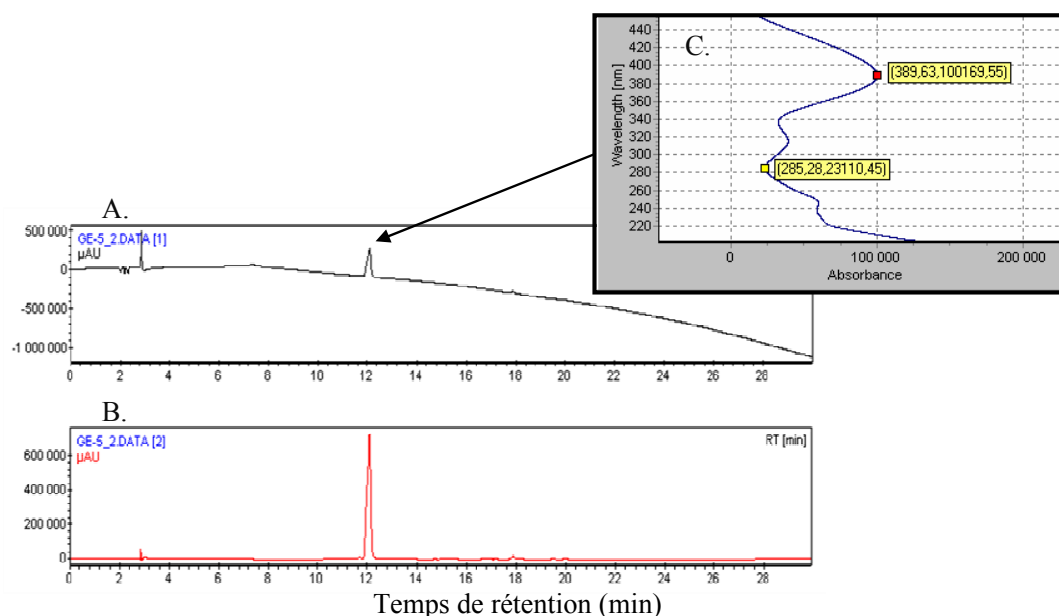 C.
440
420
400
380
360
340
320
300
280
260
240
220
Wavelength [nm]
(389,63,100169,55)
(285,28,23110,45)
0
100 000
200 000
Absorbance
A.
GE-5_2.DATA [1]
µAU
500 000
0
-500 000
-1 000 000
0 2 4 6 8 10 12 14 16 18 20 22 24 26 28
B.
GE-5_2.DATA [2]
µAU
RT [min]
600 000
400 000
200 000
0
0 2 4 6 8 10 12 14 16 18 20 22 24 26 28
Temps de rétention (min)